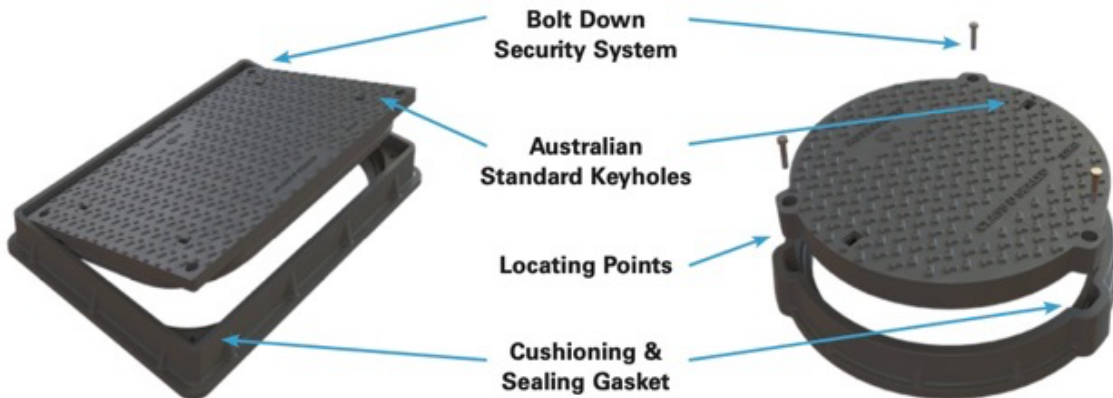 Bolt Down
Security System
Australian
Standard Keyholes
Locating Points
Cushioning &
Sealing Gasket